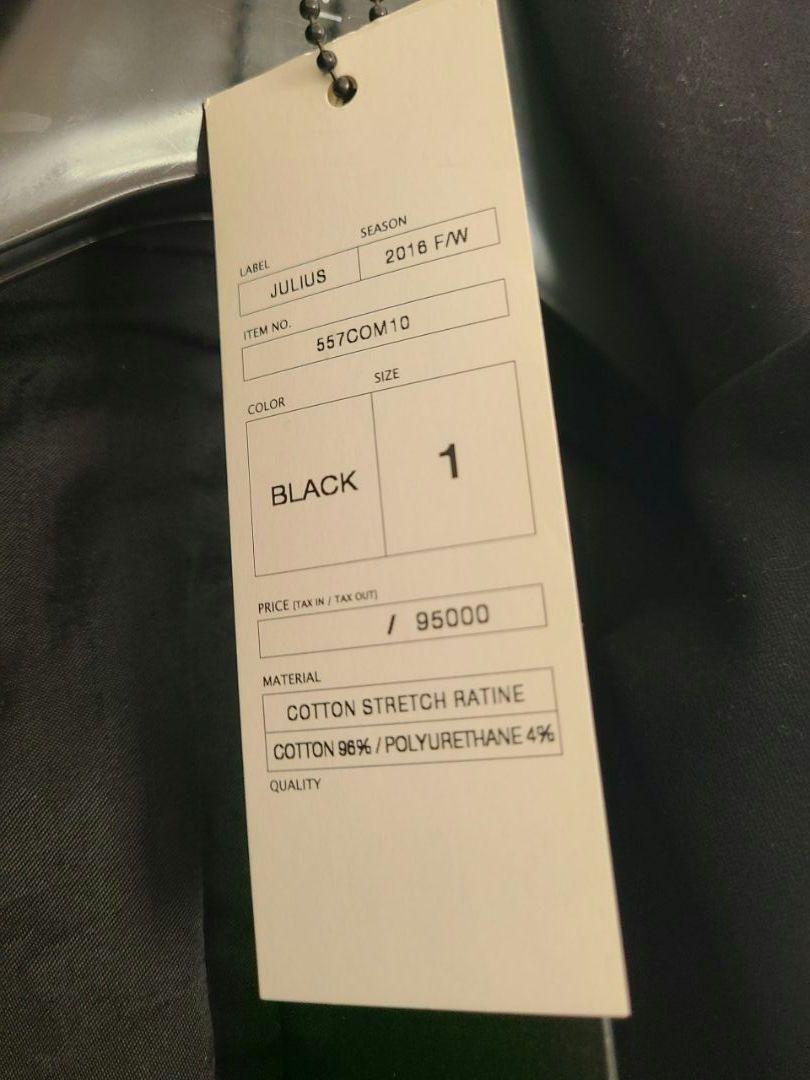 LABEL SEASON
JULIUS 2016 F/W
ITEM NO.
557COM10
COLOR SIZE
BLACK 1
PRICE [TAX IN / TAX OUT]
/ 95000
MATERIAL
COTTON STRETCH RATINE
COTTON 96% / POLYURETHANE 4%
QUALITY